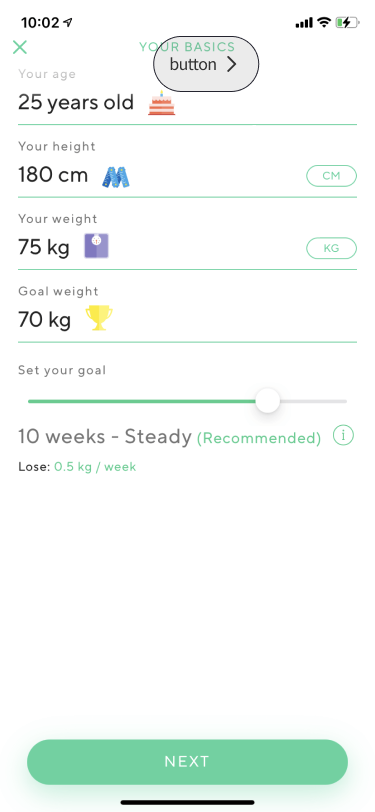 10:02
YOUR BASICS
button
Your age
25 years old
Your height
180 cm
CM
Your weight
75 kg
KG
Goal weight
70 kg
Set your goal
10 weeks - Steady (Recommended) i
Lose: 0.5 kg / week
NEXT